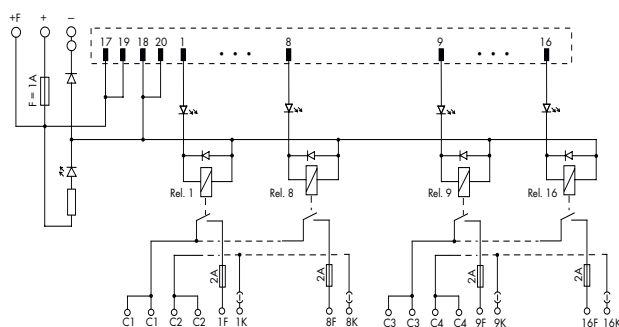 +F + −
17 19 18 20 1 • • • 8 9 • • • 16
F = 1A
Rel. 1 Rel. 8 Rel. 9 Rel. 16
2A 2A 2A 2A
C1 C1 C2 C2 1F 1K 8F 8K C3 C3 C4 C4 9F 9K 16F 16K